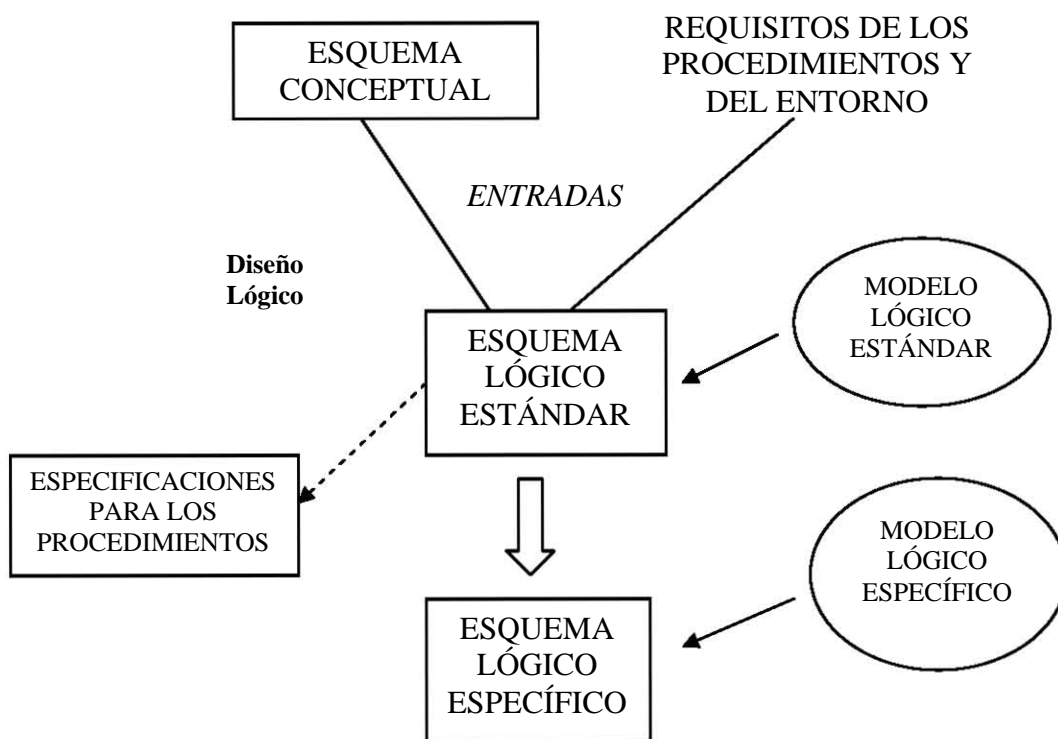 ESQUEMA
CONCEPTUAL
REQUISITOS DE LOS
PROCEDIMIENTOS Y
DEL ENTORNO
ENTRADAS
Diseño
Lógico
MODELO
LÓGICO
ESTÁNDAR
ESQUEMA
LÓGICO
ESTÁNDAR
ESPECIFICACIONES
PARA LOS
PROCEDIMIENTOS
MODELO
LÓGICO
ESPECÍFICO
ESQUEMA
LÓGICO
ESPECÍFICO